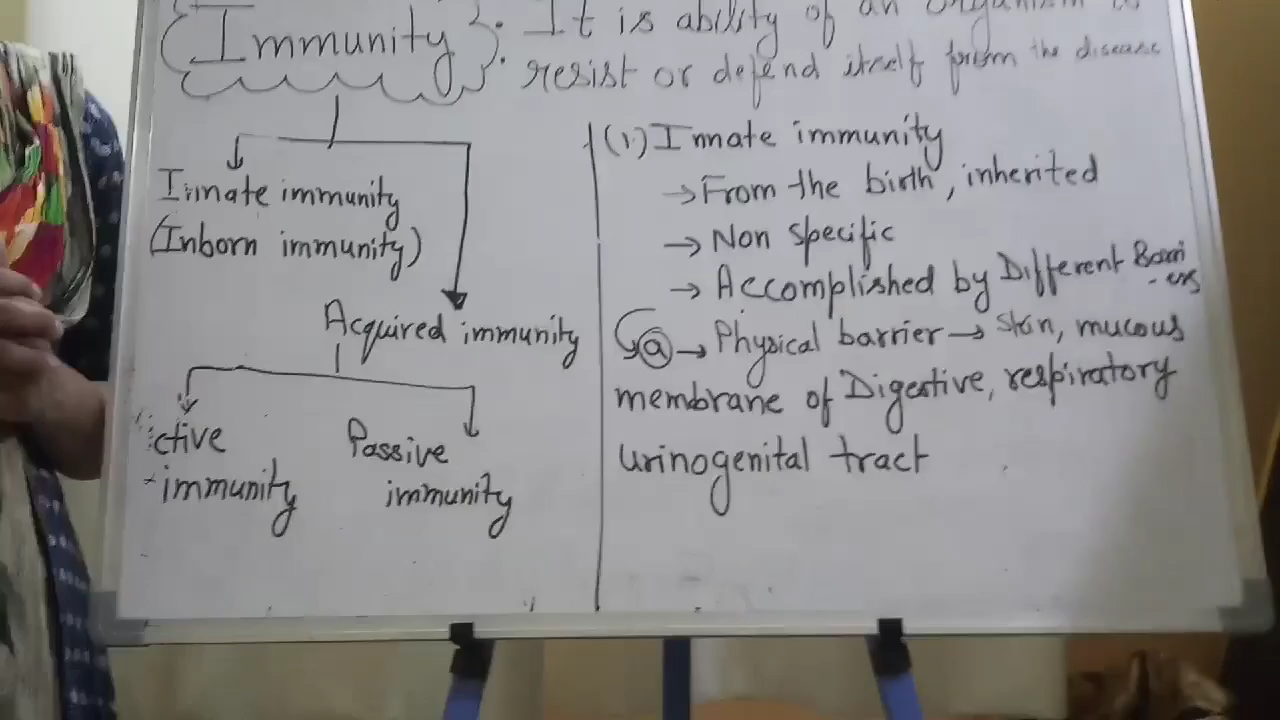 Immunity : It is ability of an Organism to
resist or defend itself from the disease
Innate immunity
(Inborn immunity)
Acquired immunity
ctive
immunity
Passive
immunity
(1) Innate immunity
→ From the birth, inherited
→ Non specific
→ Accomplished by Different Barri
-ers
ⓐ → Physical barrier → Skin, mucous
membrane of Digestive, respiratory
urinogenital tract